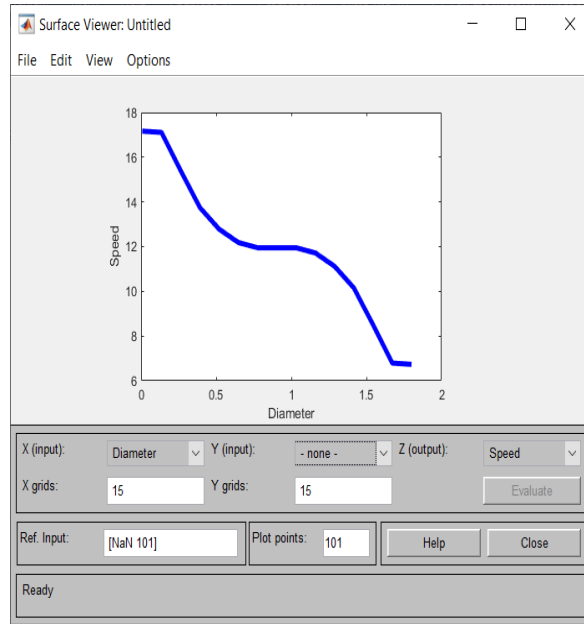 Surface Viewer: Untitled
File Edit View Options
18
16
14
12
10
8
6
Speed
0 0.5 1 1.5 2
Diameter
X (input): Diameter Y (input): - none - Z (output): Speed
X grids: 15 Y grids: 15 Evaluate
Ref. Input: [NaN 101] Plot points: 101 Help Close
Ready